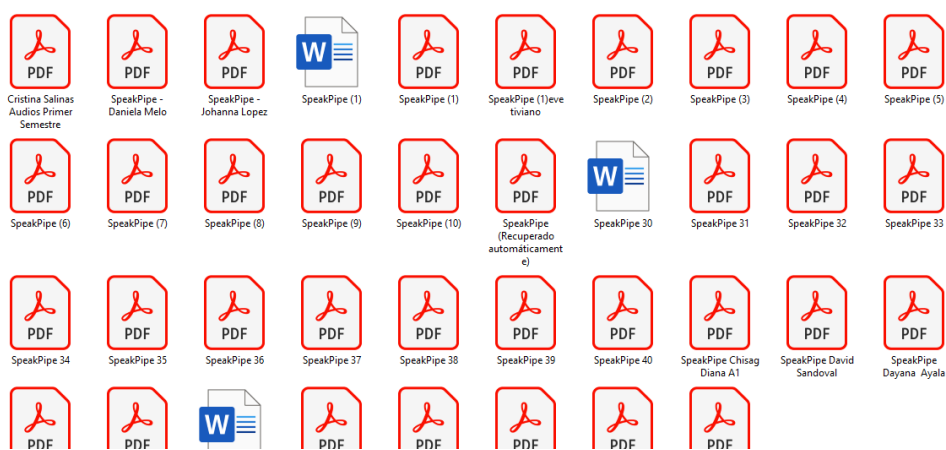 PDF PDF PDF W PDF PDF PDF PDF PDF PDF
Cristina Salinas Audios Primer Semestre
SpeakPipe - Daniela Melo
SpeakPipe - Johanna Lopez
SpeakPipe (1)
SpeakPipe (1)
SpeakPipe (1)eve tiviano
SpeakPipe (2)
SpeakPipe (3)
SpeakPipe (4)
SpeakPipe (5)
PDF PDF PDF PDF PDF PDF W PDF PDF PDF
SpeakPipe (6)
SpeakPipe (7)
SpeakPipe (8)
SpeakPipe (9)
SpeakPipe (10)
SpeakPipe (Recuperado automáticamente)
SpeakPipe 30
SpeakPipe 31
SpeakPipe 32
SpeakPipe 33
PDF PDF PDF PDF PDF PDF PDF PDF PDF PDF
SpeakPipe 34
SpeakPipe 35
SpeakPipe 36
SpeakPipe 37
SpeakPipe 38
SpeakPipe 39
SpeakPipe 40
SpeakPipe Chisag Diana A1
SpeakPipe David Sandoval
SpeakPipe Dayana  Ayala
PDF PDF W PDF PDF PDF PDF PDF